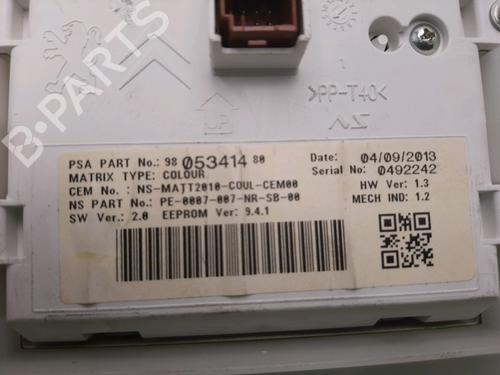 B-PARTS
>PP-T40<
NS
PSA PART No.: 98 053414 80
MATRIX TYPE: COLOUR
CEM No. : NS-MATT2010-COUL-CEM00
NS PART No.: PE-0007-007-NR-SB-00
SW Ver.: 2.0 EEPROM Ver: 9.4.1
Date: 04/09/2013
Serial No: 0492242
HW Ver: 1.3
MECH IND: 1.2